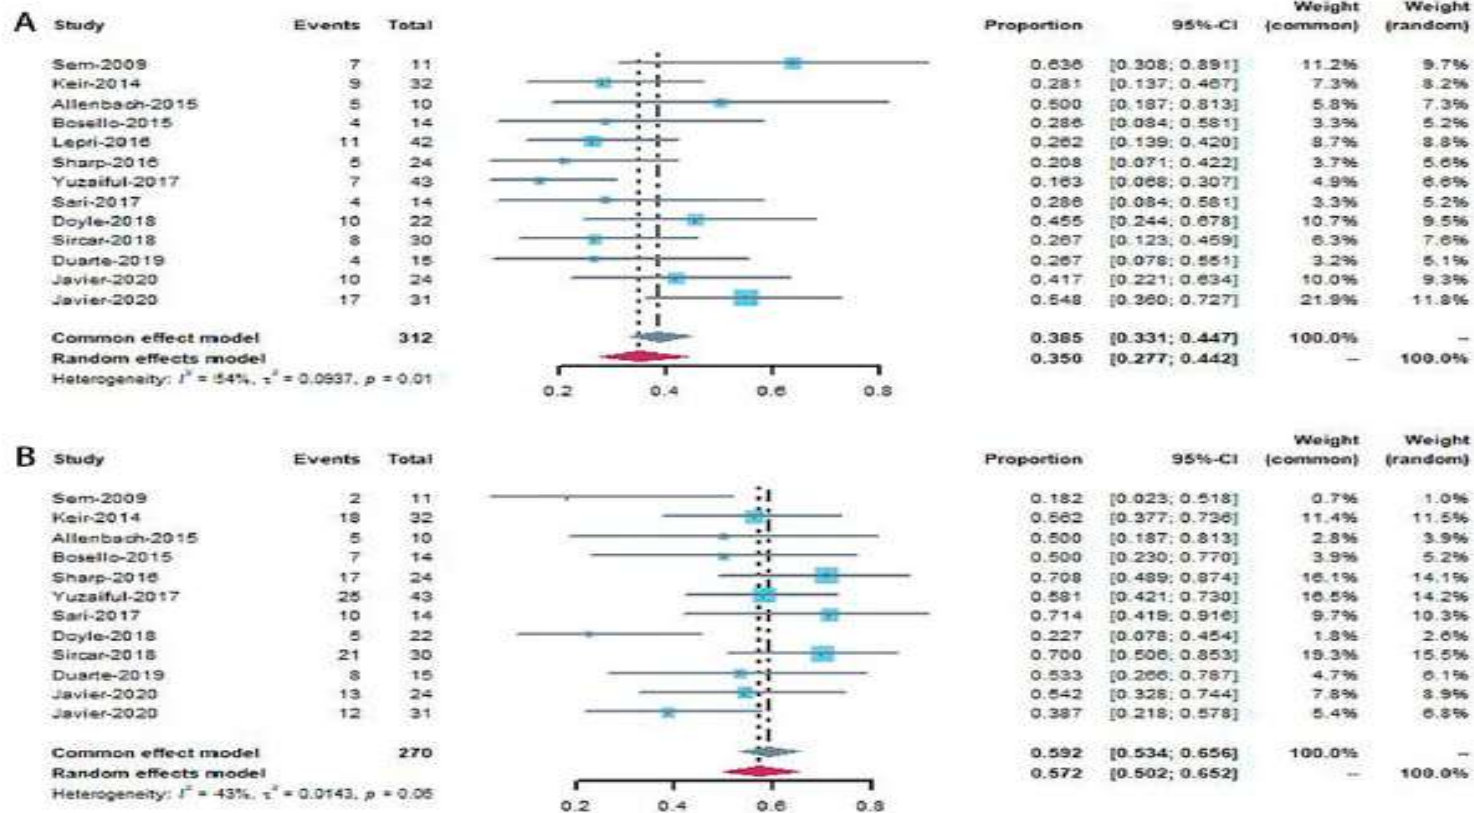 A Study Events Total Proportion 95%-CI Weight (common) Weight (random)
Sem-2009 7 11 0.636 [0.308; 0.891] 11.2% 9.7%
Keir-2014 9 32 0.281 [0.137; 0.467] 7.3% 8.2%
Allenbach-2015 5 10 0.500 [0.187; 0.813] 5.8% 7.3%
Bosello-2015 4 14 0.286 [0.084; 0.581] 3.3% 5.2%
Lepri-2016 11 42 0.262 [0.139; 0.420] 8.7% 8.8%
Sharp-2016 5 24 0.208 [0.071; 0.422] 3.7% 5.6%
Yuzaiful-2017 7 43 0.163 [0.068; 0.307] 4.9% 6.6%
Sari-2017 4 14 0.286 [0.084; 0.581] 3.3% 5.2%
Doyle-2018 10 22 0.455 [0.244; 0.678] 10.7% 9.5%
Sircar-2018 8 30 0.267 [0.123; 0.459] 6.3% 7.6%
Duarte-2019 4 15 0.267 [0.078; 0.551] 3.2% 5.1%
Javier-2020 10 24 0.417 [0.221; 0.634] 10.0% 9.3%
Javier-2020 17 31 0.548 [0.360; 0.727] 21.9% 11.8%
Common effect model 312 0.385 [0.331; 0.447] 100.0% --
Random effects model 0.350 [0.277; 0.442] -- 100.0%
Heterogeneity: I² = 54%, τ² = 0.0937, p = 0.01
0.2 0.4 0.6 0.8
B Study Events Total Proportion 95%-CI Weight (common) Weight (random)
Sem-2009 2 11 0.182 [0.023; 0.518] 0.7% 1.0%
Keir-2014 18 32 0.562 [0.377; 0.736] 11.4% 11.5%
Allenbach-2015 5 10 0.500 [0.187; 0.813] 2.8% 3.9%
Bosello-2015 7 14 0.500 [0.230; 0.770] 3.9% 5.2%
Sharp-2016 17 24 0.708 [0.489; 0.874] 16.1% 14.1%
Yuzaiful-2017 25 43 0.581 [0.421; 0.730] 16.5% 14.2%
Sari-2017 10 14 0.714 [0.419; 0.916] 9.7% 10.3%
Doyle-2018 5 22 0.227 [0.078; 0.454] 1.8% 2.6%
Sircar-2018 21 30 0.700 [0.506; 0.853] 19.3% 15.5%
Duarte-2019 8 15 0.533 [0.266; 0.787] 4.7% 6.1%
Javier-2020 13 24 0.542 [0.328; 0.744] 7.8% 8.9%
Javier-2020 12 31 0.387 [0.218; 0.578] 5.4% 6.8%
Common effect model 270 0.592 [0.534; 0.656] 100.0% --
Random effects model 0.572 [0.502; 0.652] -- 100.0%
Heterogeneity: I² = 43%, τ² = 0.0143, p = 0.05
0.2 0.4 0.6 0.8